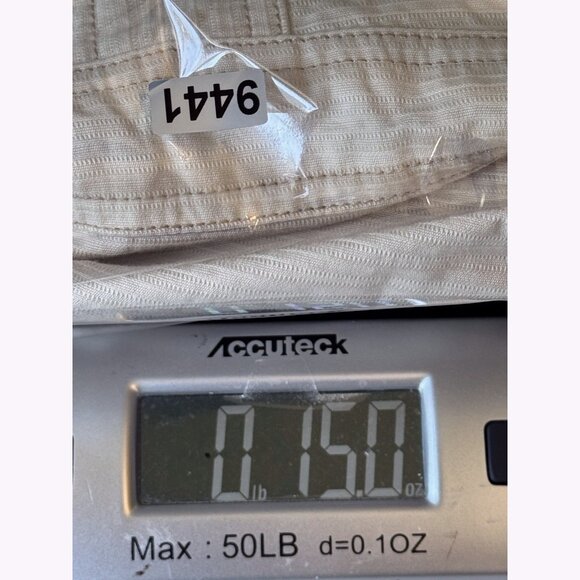 9441
Accuteck
0 lb 15.0 OZ
Max : 50LB d=0.1OZ